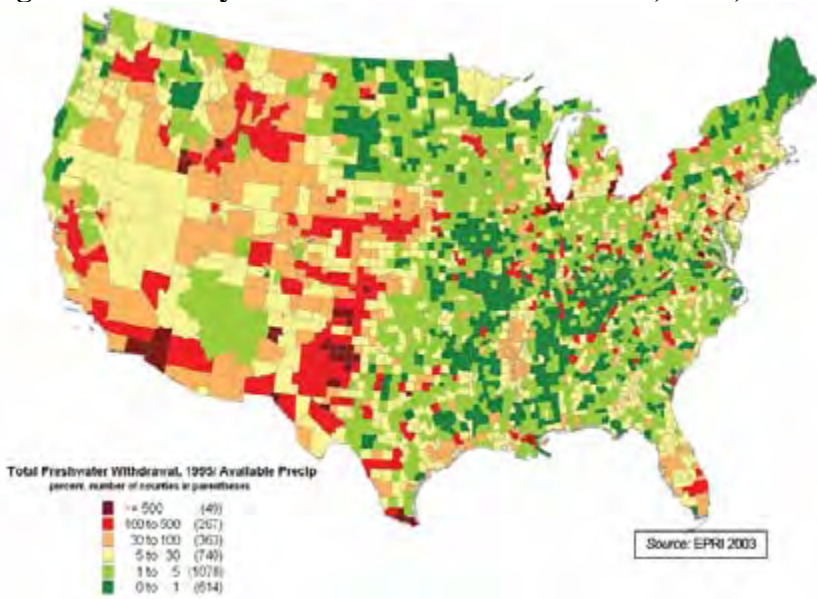 Total Freshwater Withdrawal, 1995/ Available Precip
percent, number of counties in parentheses
>= 500 (49)
100 to 500 (267)
30 to 100 (363)
5 to 30 (740)
1 to 5 (1078)
0 to 1 (614)
Source: EPRI 2003